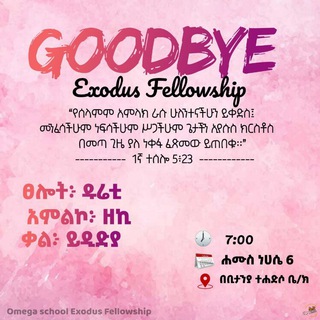 GOODBYE
Exodus Fellowship
“የሰላምም አምላክ ራሱ ሁለንተናችሁን ይቀድስ፤
መንፈሳችሁም ነፍሳችሁም ሥጋችሁም ጌታችን ኢየሱስ ክርስቶስ
በመጣ ጊዜ ያለ ነቀፋ ፈጽመው ይጠበቁ።”
----------- 1ኛ ተሰሎ 5፥23 -----------
ፀሎት፥ ዳሬቲ
አምልኮ፥ ዘኪ
ቃል፥ ይዲድያ
7:00
ሐሙስ ነሀሴ 6
በቢታንያ ተሐድሶ ቤ/ክ
Omega school Exodus Fellowship